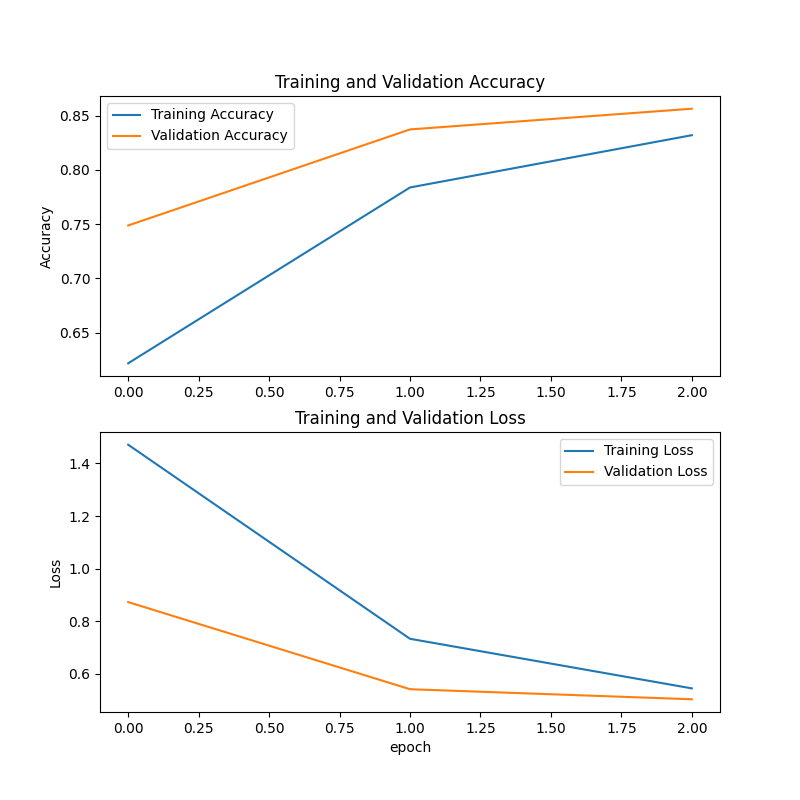 Training and Validation Accuracy
Training Accuracy
Validation Accuracy
Accuracy
0.85
0.80
0.75
0.70
0.65
0.00 0.25 0.50 0.75 1.00 1.25 1.50 1.75 2.00
Training and Validation Loss
Training Loss
Validation Loss
Loss
1.4
1.2
1.0
0.8
0.6
0.00 0.25 0.50 0.75 1.00 1.25 1.50 1.75 2.00
epoch